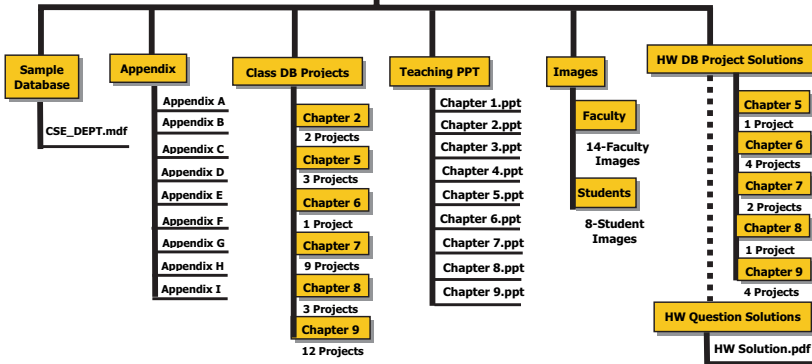 Sample
Database
CSE_DEPT.mdf
Appendix
Appendix A
Appendix B
Appendix C
Appendix D
Appendix E
Appendix F
Appendix G
Appendix H
Appendix I
Class DB Projects
Chapter 2
2 Projects
Chapter 5
3 Projects
Chapter 6
1 Project
Chapter 7
9 Projects
Chapter 8
3 Projects
Chapter 9
12 Projects
Teaching PPT
Chapter 1.ppt
Chapter 2.ppt
Chapter 3.ppt
Chapter 4.ppt
Chapter 5.ppt
Chapter 6.ppt
Chapter 7.ppt
Chapter 8.ppt
Chapter 9.ppt
Images
Faculty
14-Faculty
Images
Students
8-Student
Images
HW DB Project Solutions
Chapter 5
1 Project
Chapter 6
4 Projects
Chapter 7
2 Projects
Chapter 8
1 Project
Chapter 9
4 Projects
HW Question Solutions
HW Solution.pdf